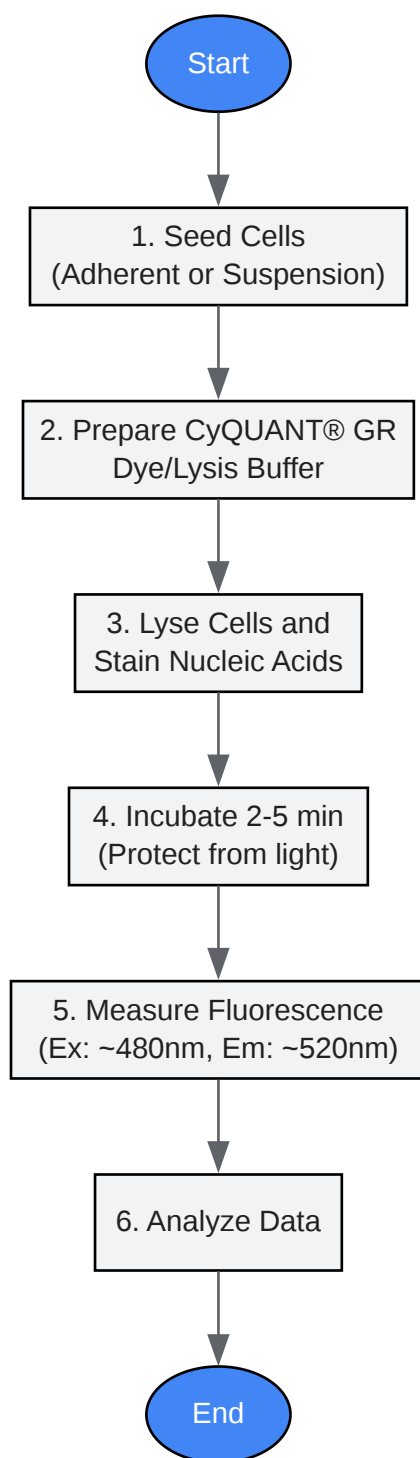 Start
1. Seed Cells
(Adherent or Suspension)
2. Prepare CyQUANT® GR
Dye/Lysis Buffer
3. Lyse Cells and
Stain Nucleic Acids
4. Incubate 2-5 min
(Protect from light)
5. Measure Fluorescence
(Ex: ~480nm, Em: ~520nm)
6. Analyze Data
End